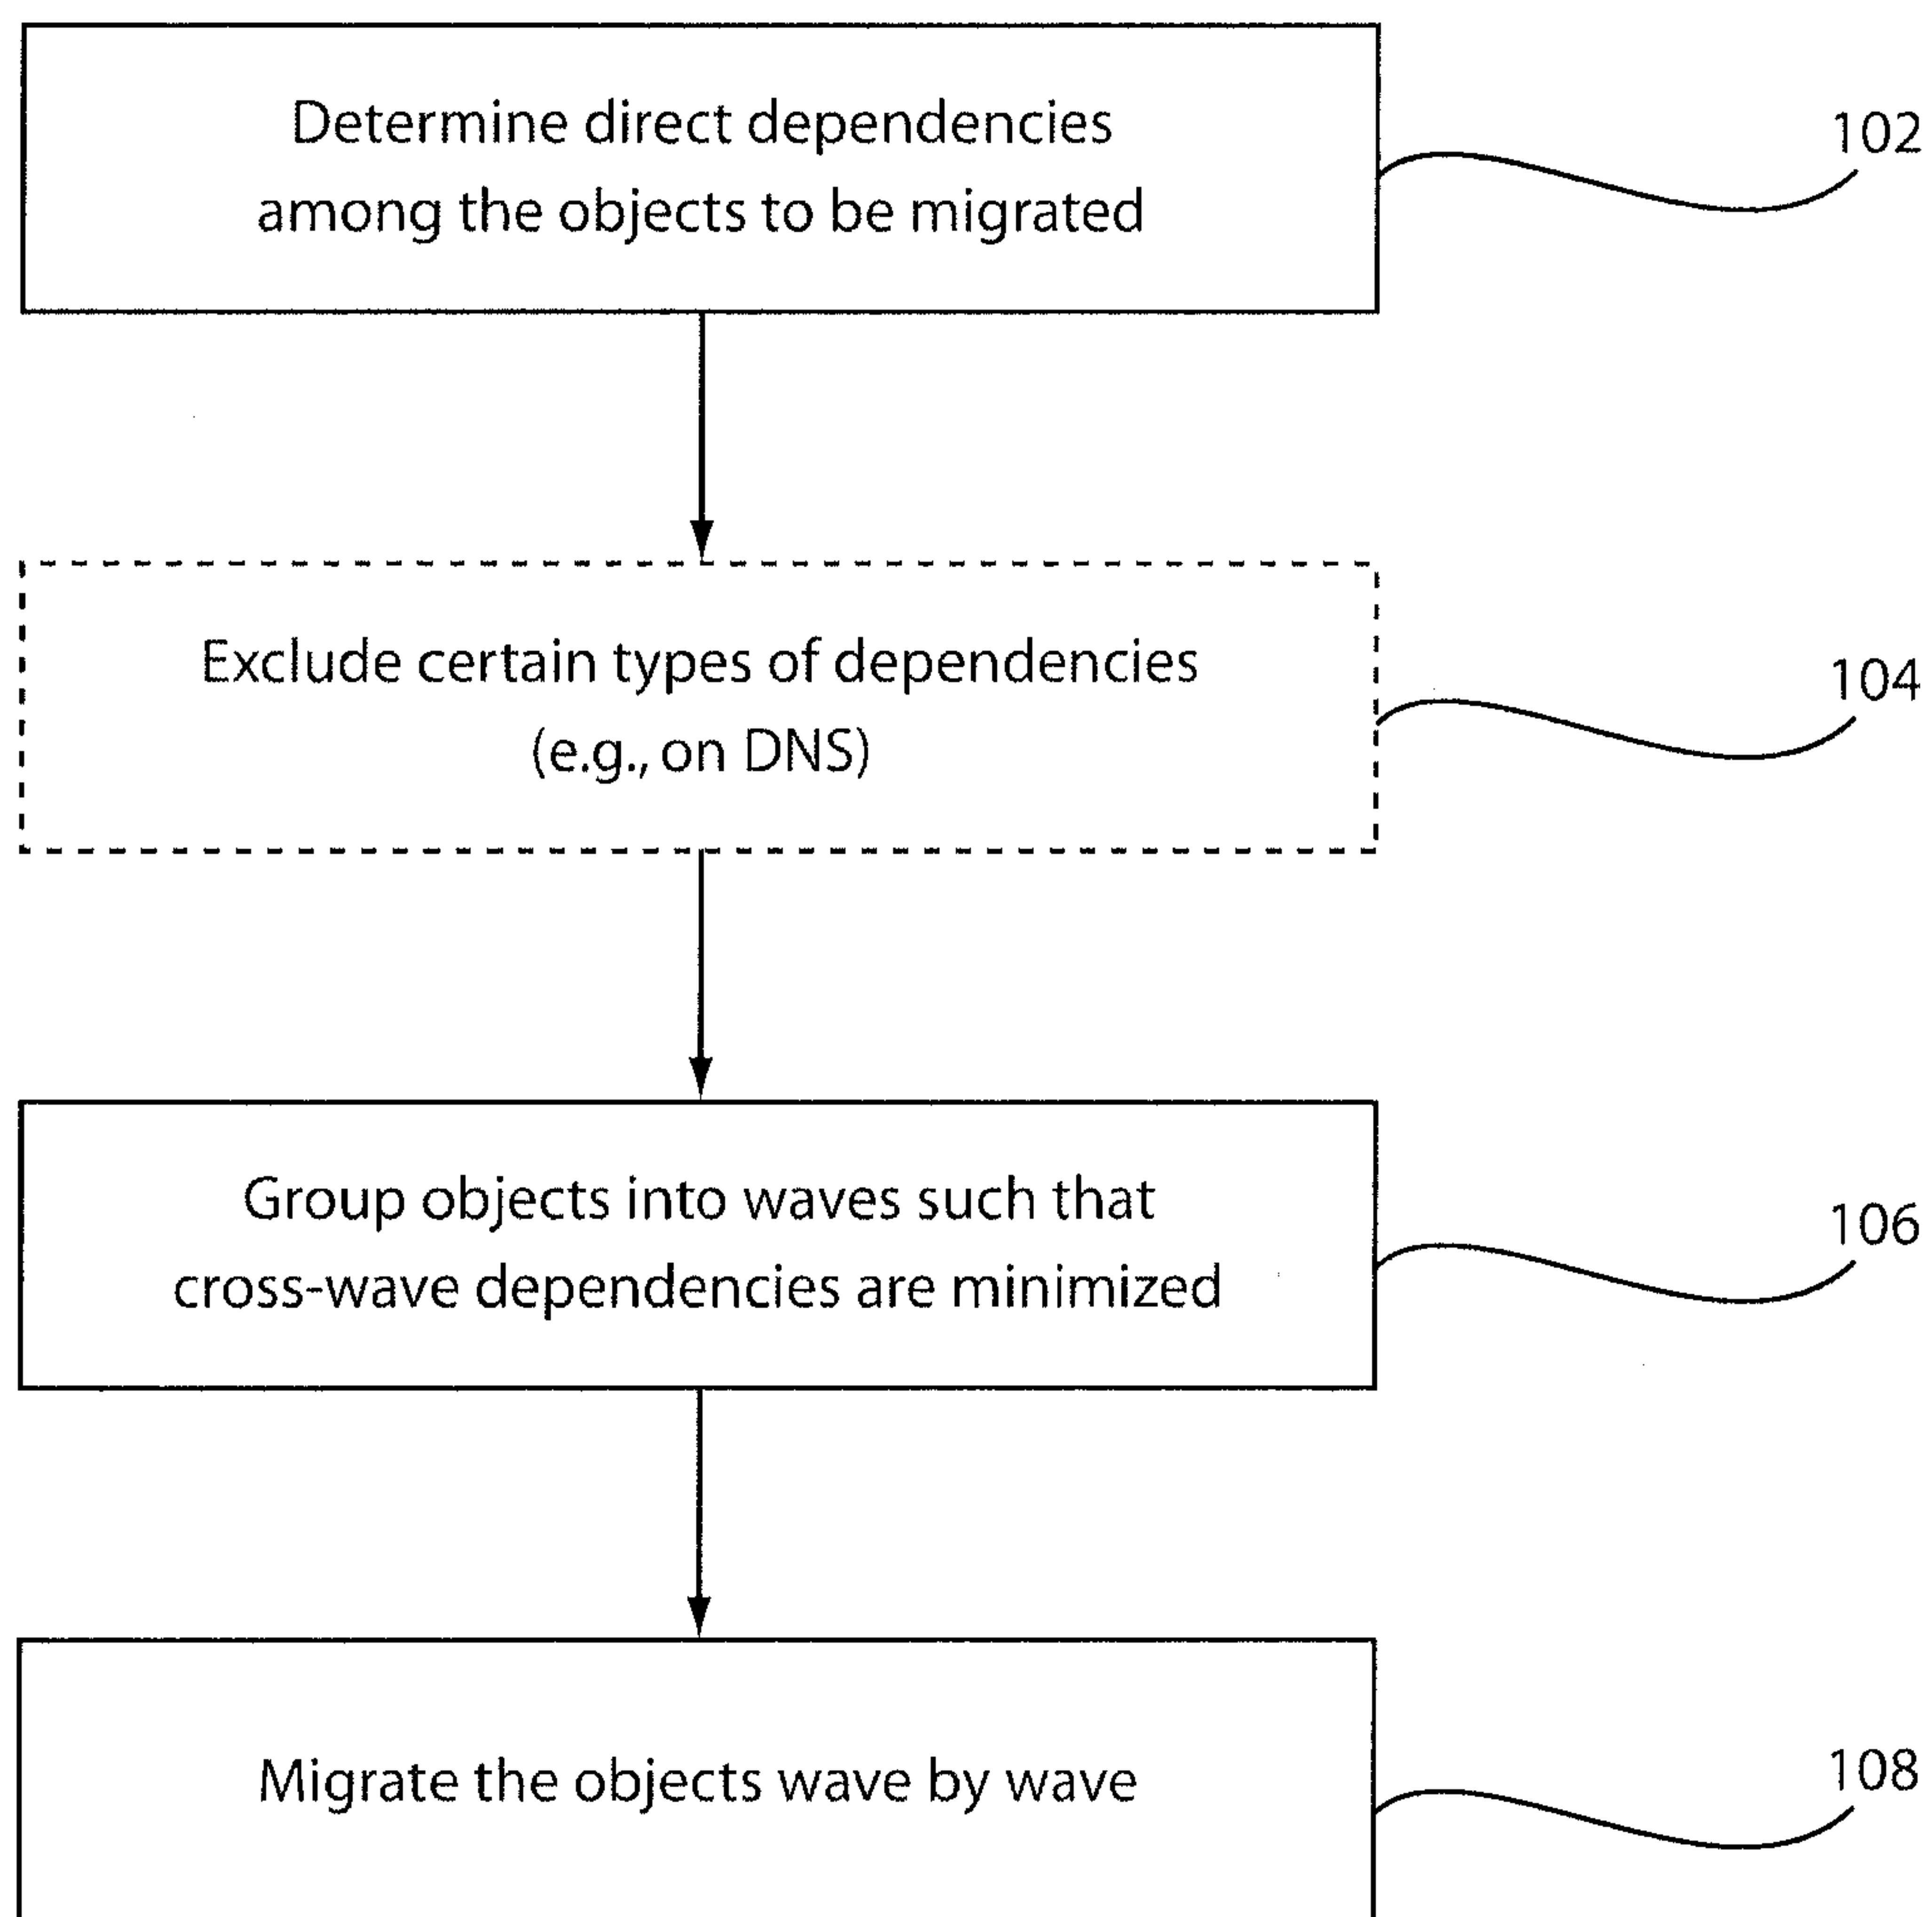 Determine direct dependencies
among the objects to be migrated
102
Exclude certain types of dependencies
(e.g., on DNS)
104
Group objects into waves such that
cross-wave dependencies are minimized
106
Migrate the objects wave by wave
108